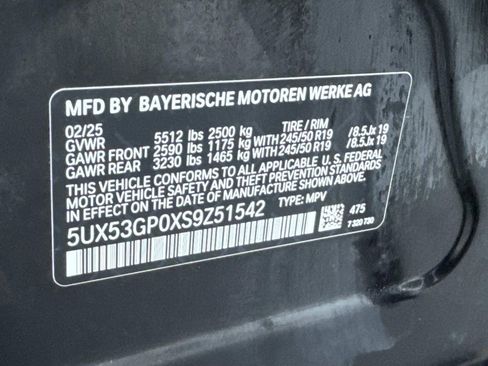 MFD BY BAYERISCHE MOTOREN WERKE AG
02/25 TIRE / RIM
GVWR 5512 lbs 2500 kg
GAWR FRONT 2590 lbs 1175 kg WITH 245/50 R19 /8.5Jx 19
GAWR REAR 3230 lbs 1465 kg WITH 245/50 R19 /8.5Jx 19
THIS VEHICLE CONFORMS TO ALL APPLICABLE U.S. FEDERAL
MOTOR VEHICLE SAFETY AND THEFT PREVENTION STANDARDS
IN EFFECT ON THE DATE OF MANUFACTURE SHOWN ABOVE.
5UX53GP0XS9Z51542 TYPE: MPV
475
7 320 730